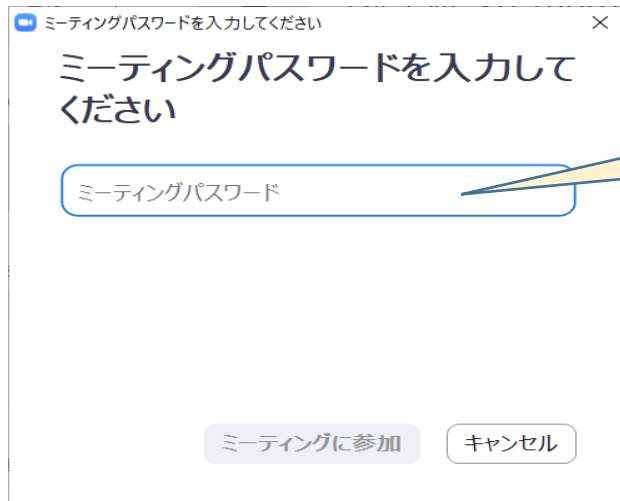 ミーティングパスワードを入力してください
ミーティングパスワードを入力して
ください
ミーティングパスワード
ミーティングに参加
キャンセル